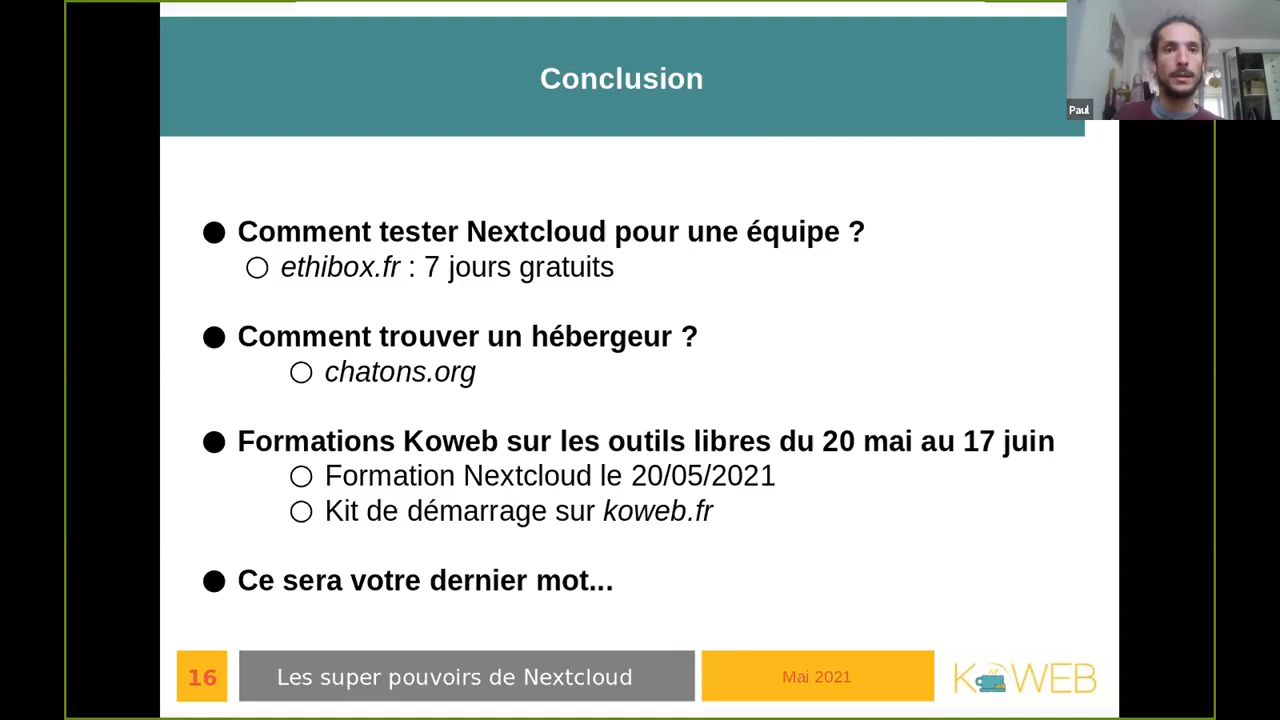 Conclusion
Paul
● Comment tester Nextcloud pour une équipe ?
○ ethibox.fr : 7 jours gratuits
● Comment trouver un hébergeur ?
○ chatons.org
● Formations Koweb sur les outils libres du 20 mai au 17 juin
○ Formation Nextcloud le 20/05/2021
○ Kit de démarrage sur koweb.fr
● Ce sera votre dernier mot...
16
Les super pouvoirs de Nextcloud
Mai 2021
KOWEB